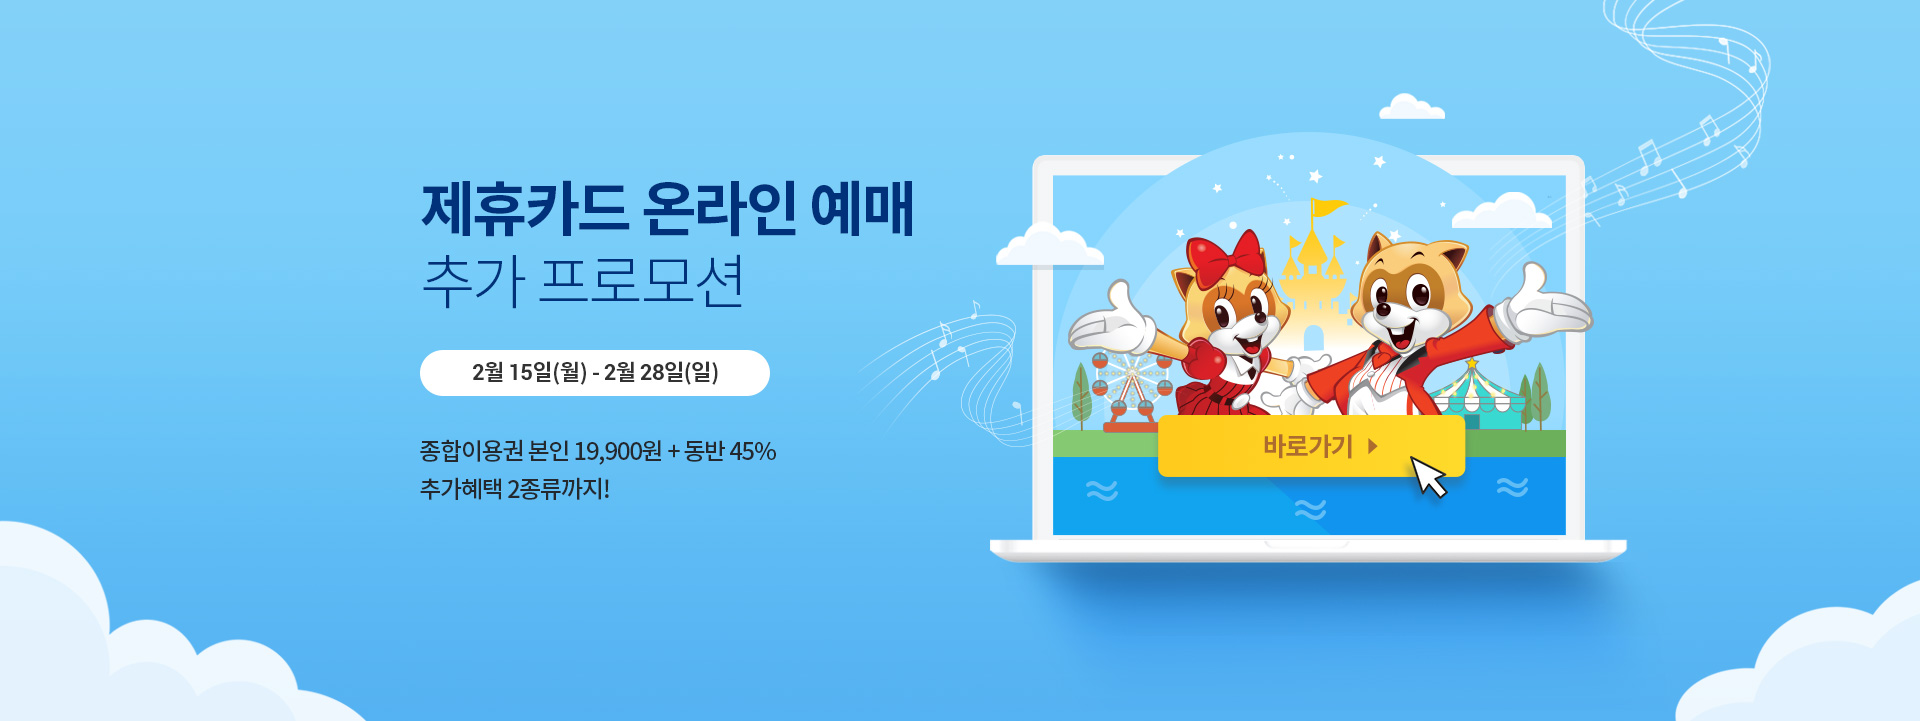 제휴카드 온라인 예매
추가 프로모션
2월 15일(월) - 2월 28일(일)
종합이용권 본인 19,900원 + 동반 45%
추가혜택 2종류까지!
바로가기